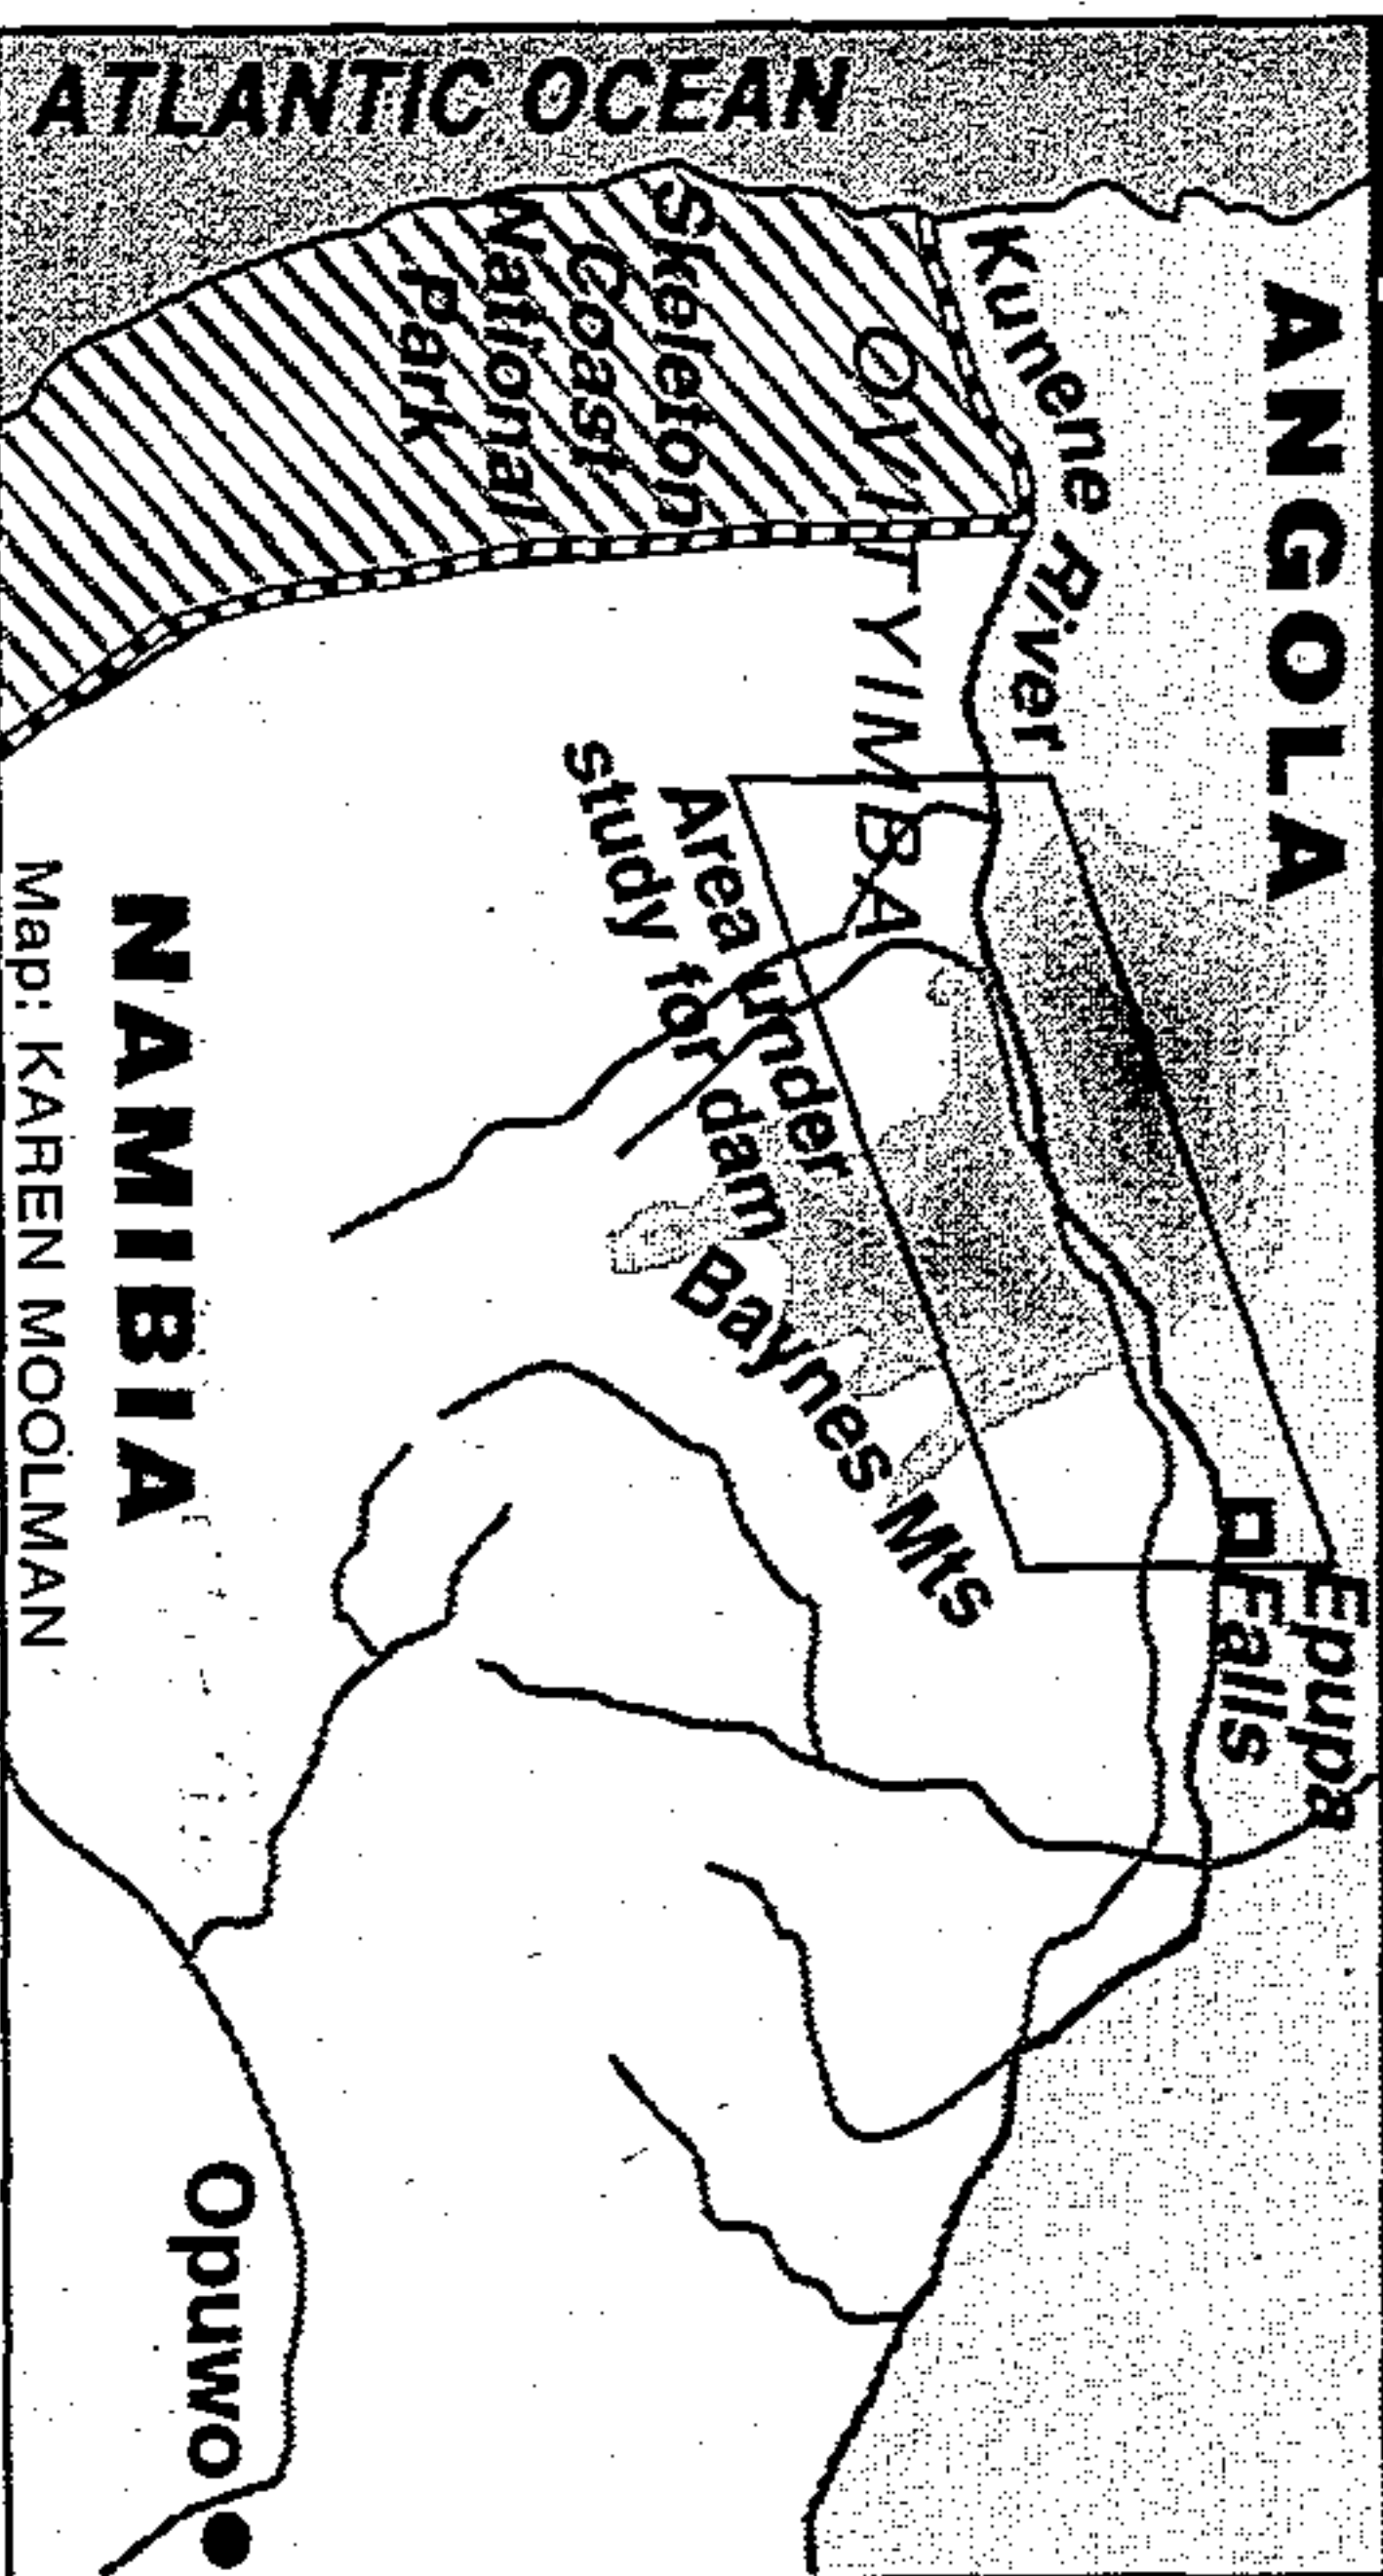 ATLANTIC OCEAN
ANGOLA
Kunene River
Skeleton
Coast
National
Park
OVITYIMBA
Area under
study for dam
Baynes Mts
Epupa
Falls
NAMIBIA
Opuwo
Map: KAREN MOOLMAN